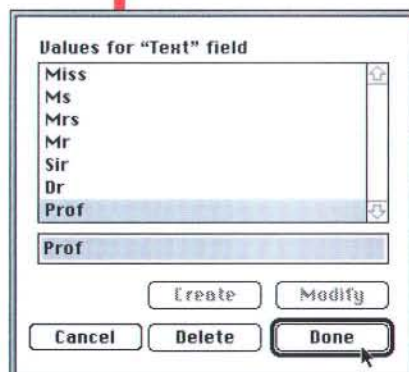 Values for “Text” field
Miss
Ms
Mrs
Mr
Sir
Dr
Prof
Prof
Create Modify
Cancel Delete Done